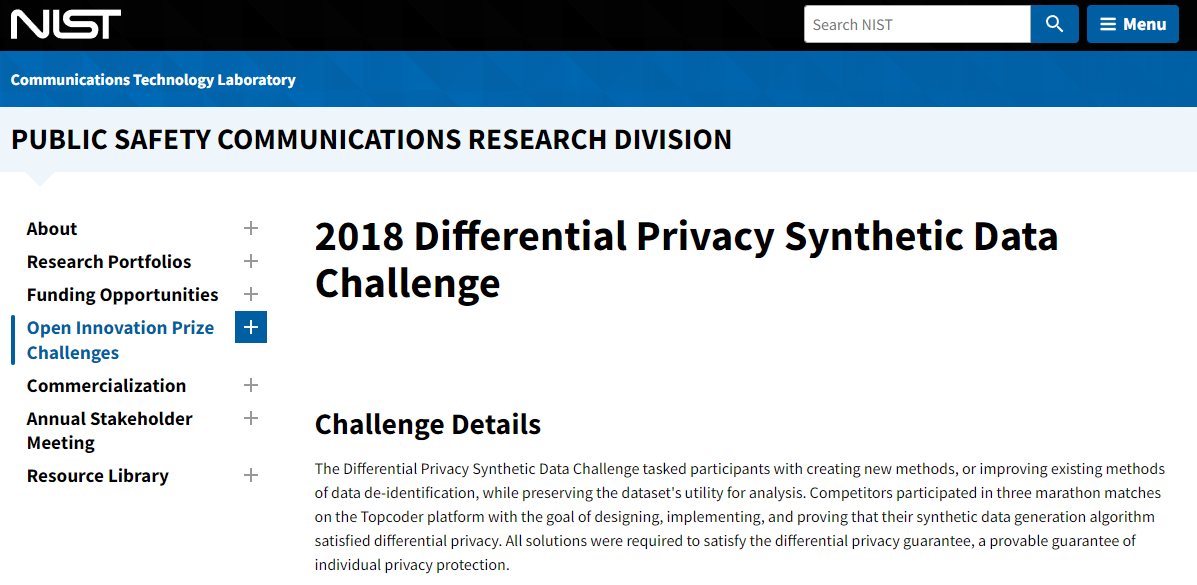 NIST
Search NIST
Menu
Communications Technology Laboratory
PUBLIC SAFETY COMMUNICATIONS RESEARCH DIVISION
About
Research Portfolios
Funding Opportunities
Open Innovation Prize
Challenges
Commercialization
Annual Stakeholder
Meeting
Resource Library
2018 Differential Privacy Synthetic Data
Challenge
Challenge Details
The Differential Privacy Synthetic Data Challenge tasked participants with creating new methods, or improving existing methods
of data de-identification, while preserving the dataset's utility for analysis. Competitors participated in three marathon matches
on the Topcoder platform with the goal of designing, implementing, and proving that their synthetic data generation algorithm
satisfied differential privacy. All solutions were required to satisfy the differential privacy guarantee, a provable guarantee of
individual privacy protection.